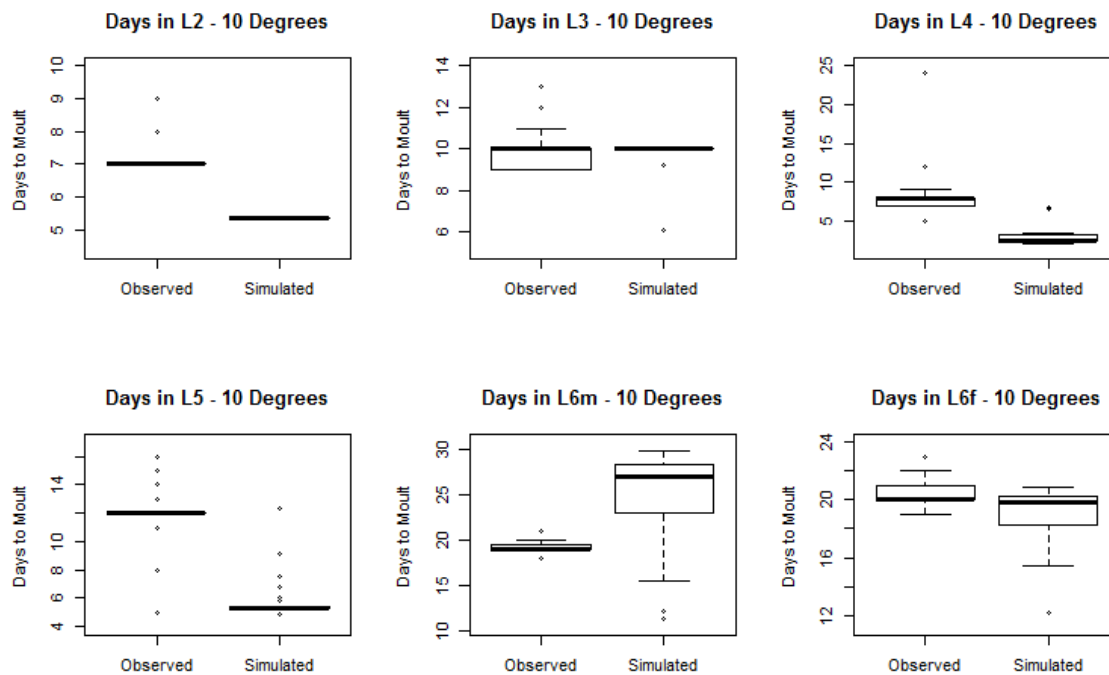 Days in L2 - 10 Degrees
Days to Moult
10
9
8
7
6
5
Observed
Simulated
Days in L3 - 10 Degrees
Days to Moult
14
12
10
8
6
Observed
Simulated
Days in L4 - 10 Degrees
Days to Moult
25
20
15
10
5
Observed
Simulated
Days in L5 - 10 Degrees
Days to Moult
14
10
8
6
4
Observed
Simulated
Days in L6m - 10 Degrees
Days to Moult
30
25
20
15
10
Observed
Simulated
Days in L6f - 10 Degrees
Days to Moult
24
20
16
12
Observed
Simulated